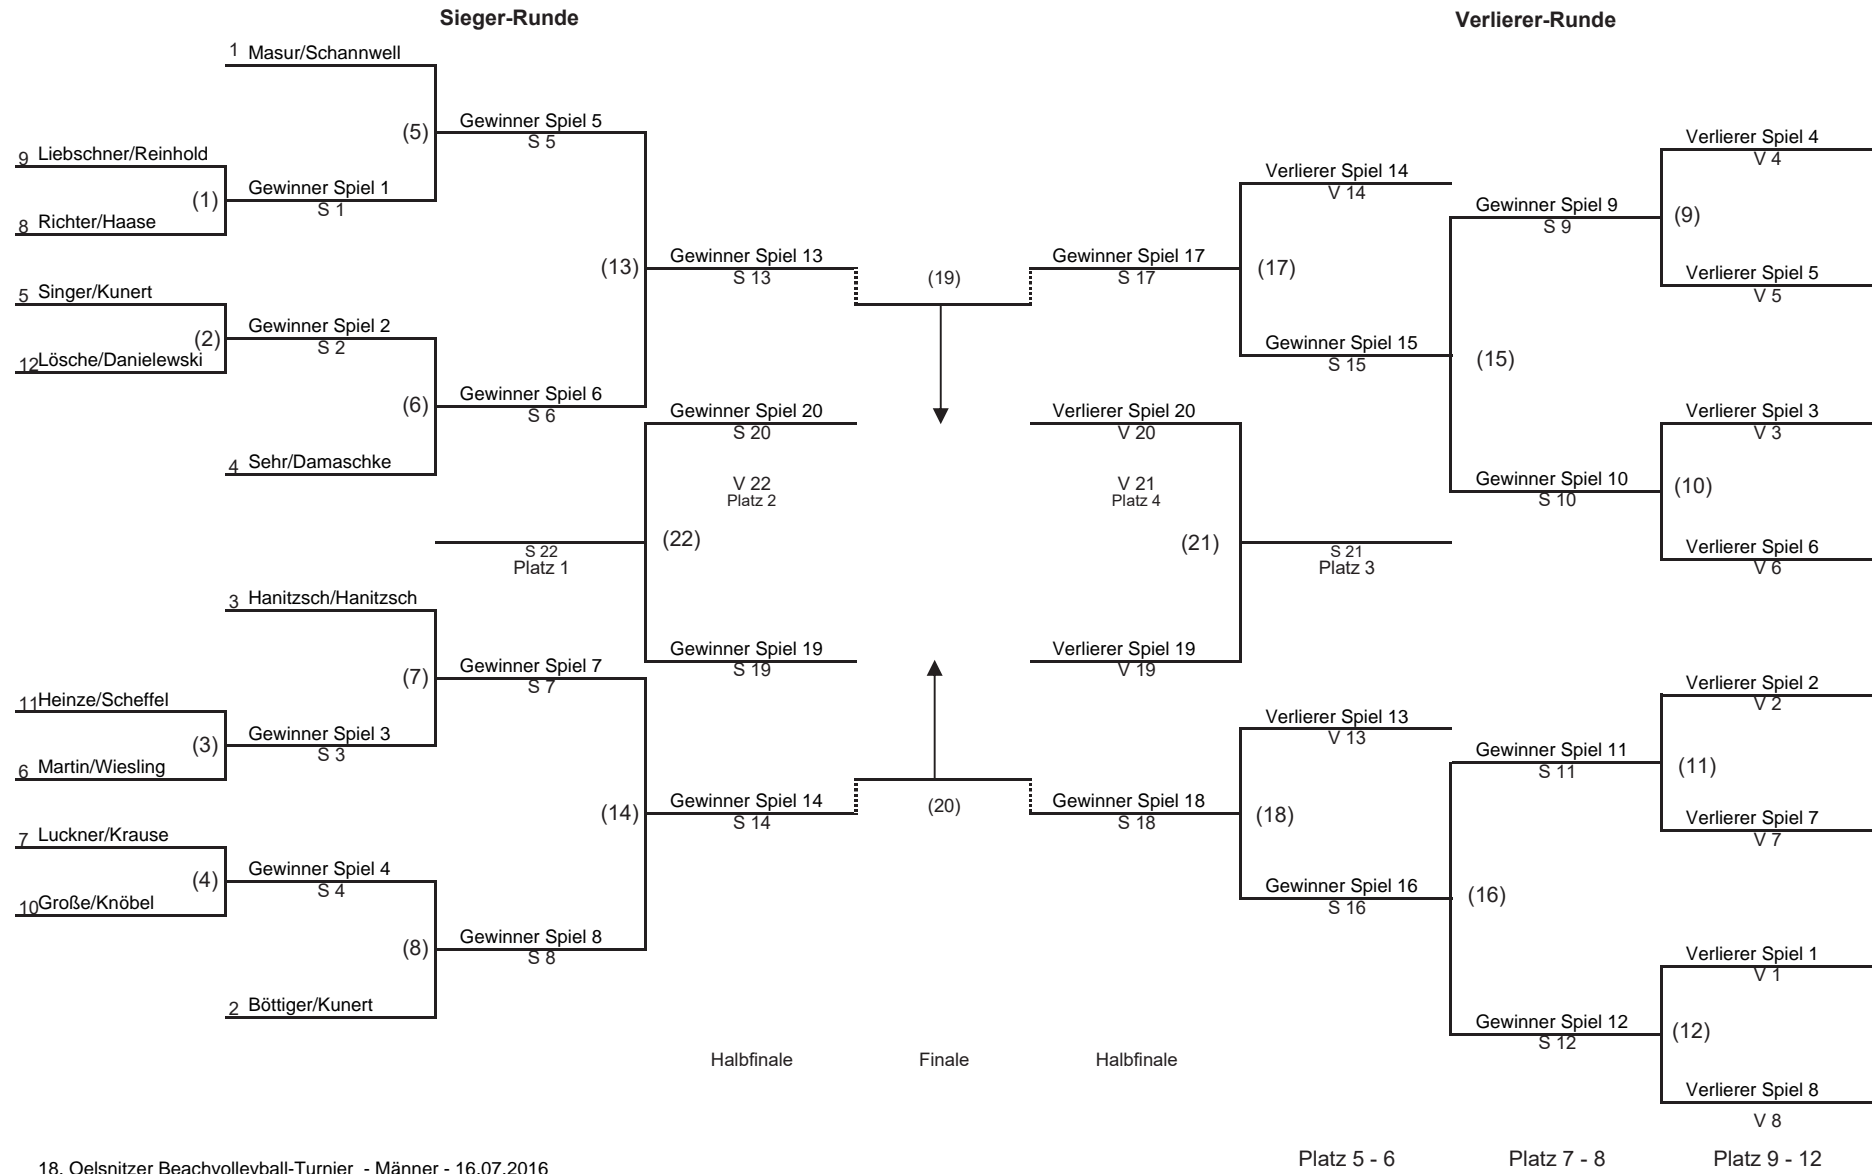 Sieger-Runde
Verlierer-Runde
1 Masur/Schannwell
(5)
Gewinner Spiel 5
S 5
9 Liebschner/Reinhold
(1)
Gewinner Spiel 1
S 1
8 Richter/Haase
(13)
Gewinner Spiel 13
S 13
5 Singer/Kunert
(2)
Gewinner Spiel 2
S 2
12 Lösche/Danielewski
(6)
Gewinner Spiel 6
S 6
4 Sehr/Damaschke
Gewinner Spiel 20
S 20
V 22
Platz 2
(22)
S 22
Platz 1
3 Hanitzsch/Hanitzsch
Gewinner Spiel 19
S 19
(7)
Gewinner Spiel 7
S 7
11 Heinze/Scheffel
(3)
Gewinner Spiel 3
S 3
6 Martin/Wiesling
(14)
Gewinner Spiel 14
S 14
7 Luckner/Krause
(4)
Gewinner Spiel 4
S 4
10 Große/Knöbel
(8)
Gewinner Spiel 8
S 8
2 Böttiger/Kunert
(19)
(20)
Gewinner Spiel 17
S 17
(17)
Verlierer Spiel 14
V 14
Gewinner Spiel 15
S 15
(15)
Gewinner Spiel 9
S 9
(9)
Verlierer Spiel 4
V 4
Verlierer Spiel 5
V 5
Verlierer Spiel 20
V 20
V 21
Platz 4
(21)
S 21
Platz 3
Gewinner Spiel 10
S 10
(10)
Verlierer Spiel 3
V 3
Verlierer Spiel 6
V 6
Verlierer Spiel 19
V 19
Verlierer Spiel 13
V 13
Gewinner Spiel 18
S 18
(18)
Gewinner Spiel 16
S 16
(16)
Gewinner Spiel 11
S 11
(11)
Verlierer Spiel 2
V 2
Verlierer Spiel 7
V 7
Gewinner Spiel 12
S 12
(12)
Verlierer Spiel 1
V 1
Verlierer Spiel 8
V 8
Halbfinale
Finale
Halbfinale
Platz 5 - 6
Platz 7 - 8
Platz 9 - 12
18. Oelsnitzer Beachvolleyball-Turnier - Männer - 16.07.2016